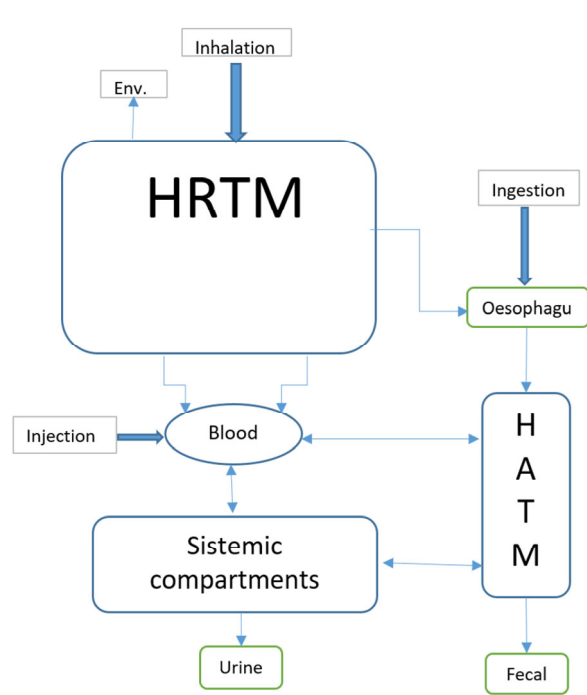 Inhalation
Env.
HRTM
Ingestion
Oesophagu
Blood
Injection
H
A
T
M
Sistemic
compartments
Urine
Fecal